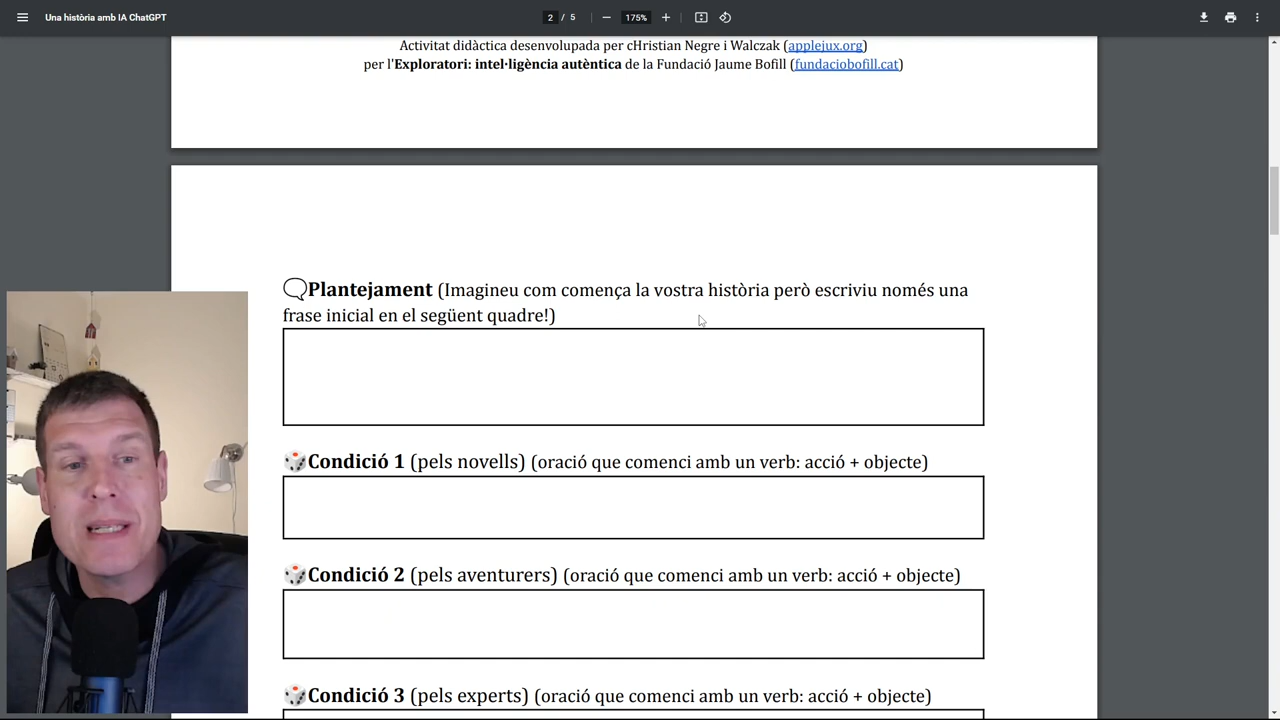 Una història amb IA ChatGPT
2 / 5
175%
Activitat didàctica desenvolupada per cHristian Negre i Walczak (applejux.org)
per l'Exploratori: intel·ligència autèntica de la Fundació Jaume Bofill (fundaciobofill.cat)
Plantejament (Imagineu com comença la vostra història però escriviu només una
frase inicial en el següent quadre!)
Condició 1 (pels novells) (oració que comenci amb un verb: acció + objecte)
Condició 2 (pels aventurers) (oració que comenci amb un verb: acció + objecte)
Condició 3 (pels experts) (oració que comenci amb un verb: acció + objecte)